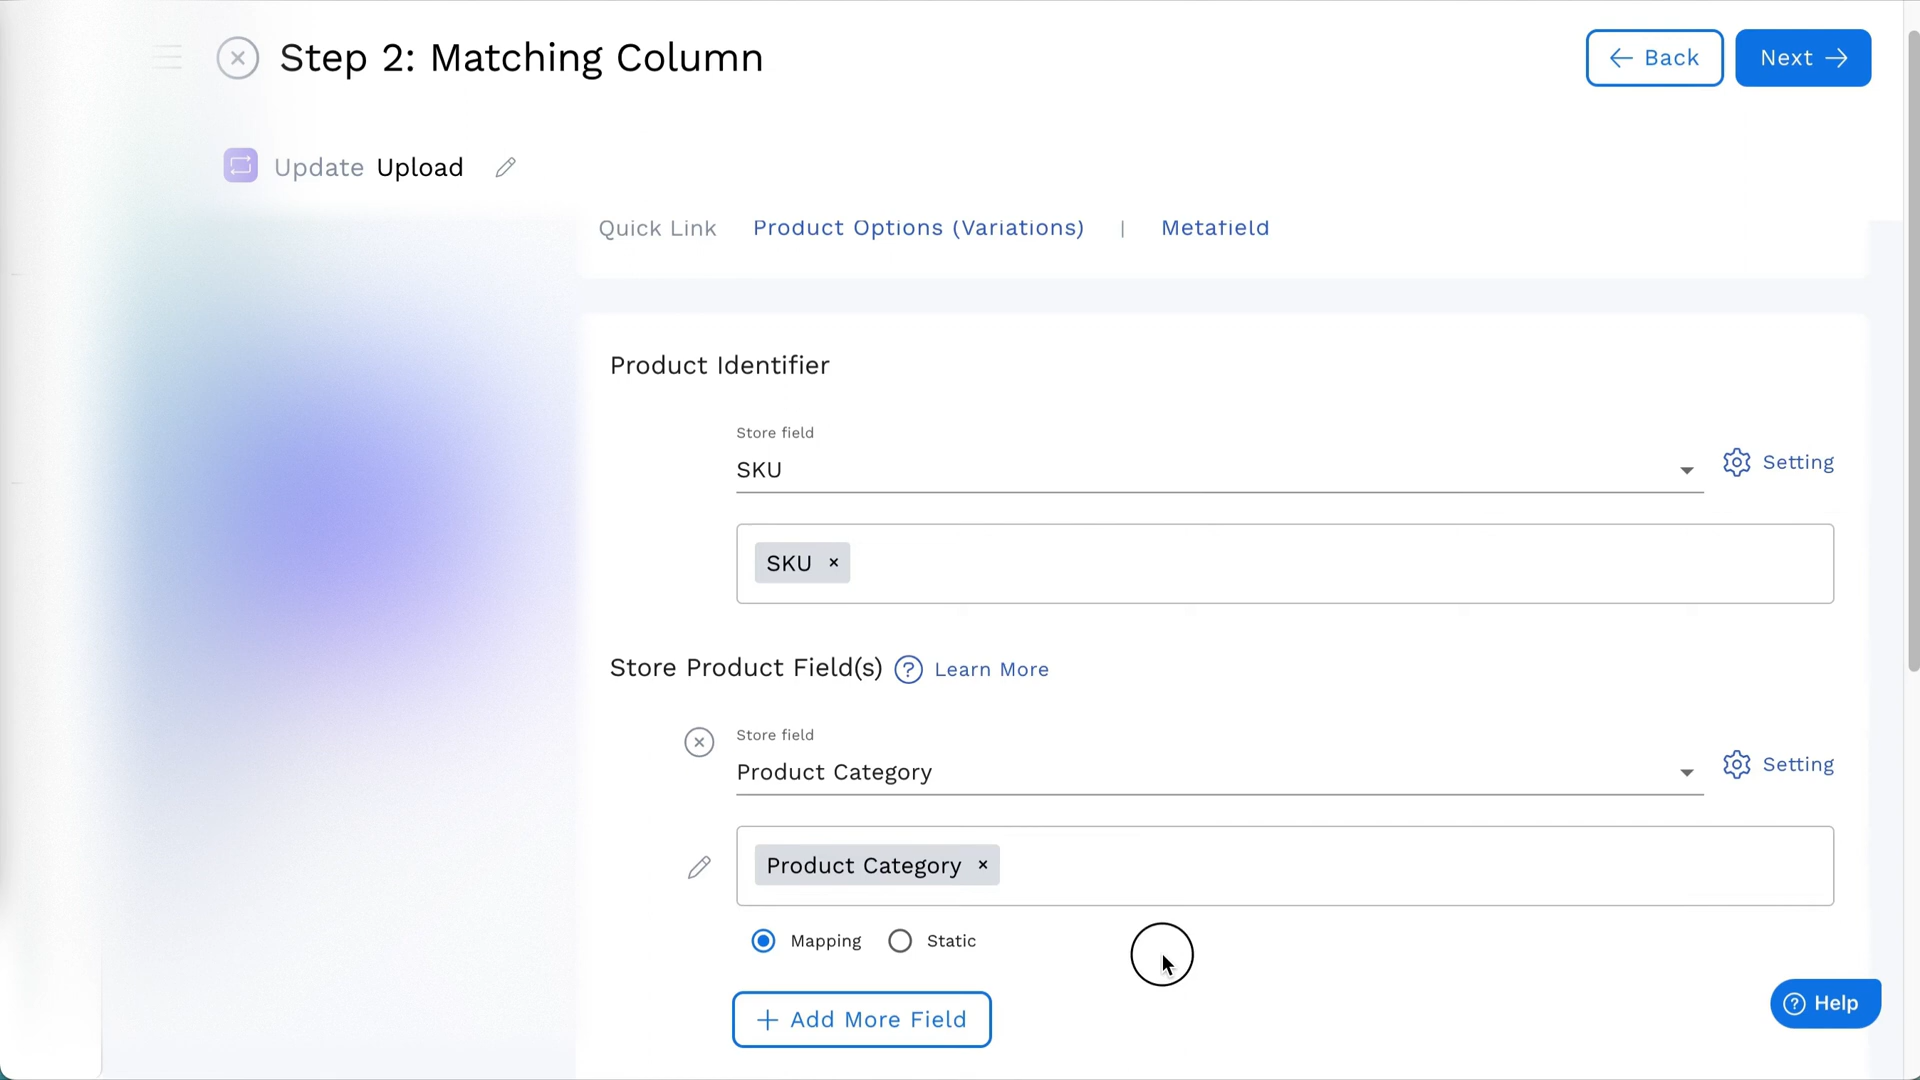 Step 2: Matching Column
Back
Next
Update Upload
Quick Link Product Options (Variations) | Metafield
Product Identifier
Store field
SKU
Setting
SKU ×
Store Product Field(s) ? Learn More
Store field
Product Category
Setting
Product Category ×
Mapping Static
+ Add More Field
? Help